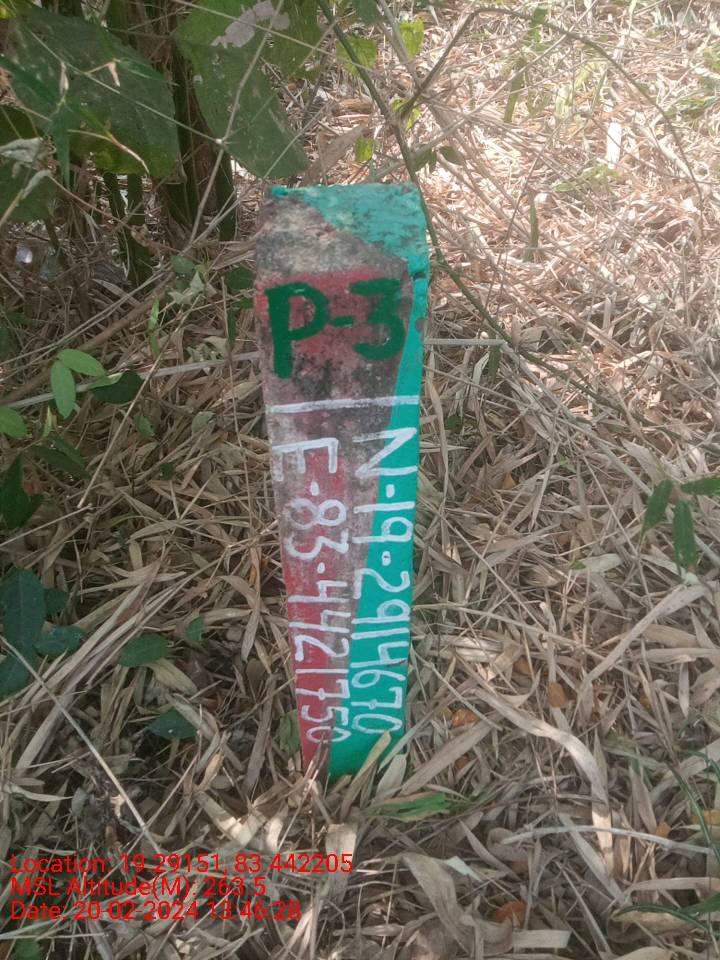 P-3
N-19.2914670
E-83.4421750
Location: 19.29151, 83.442205
MSL Altitude(M): 263.5
Date: 20-02-2024 13:46:28